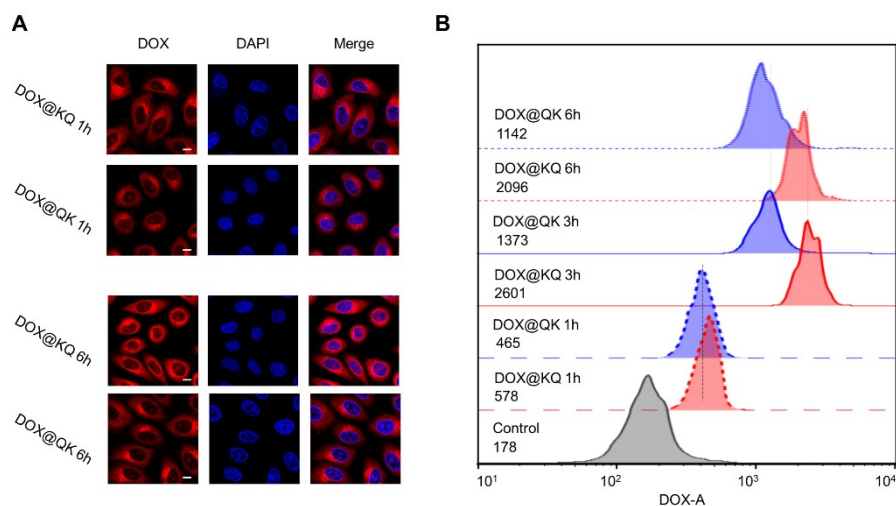 A
DOX DAPI Merge
DOX@KQ 1h
DOX@QK 1h
DOX@KQ 6h
DOX@QK 6h
B
DOX@QK 6h
1142
DOX@KQ 6h
2096
DOX@QK 3h
1373
DOX@KQ 3h
2601
DOX@QK 1h
465
DOX@KQ 1h
578
Control
178
10¹ 10² 10³ 10⁴
DOX-A